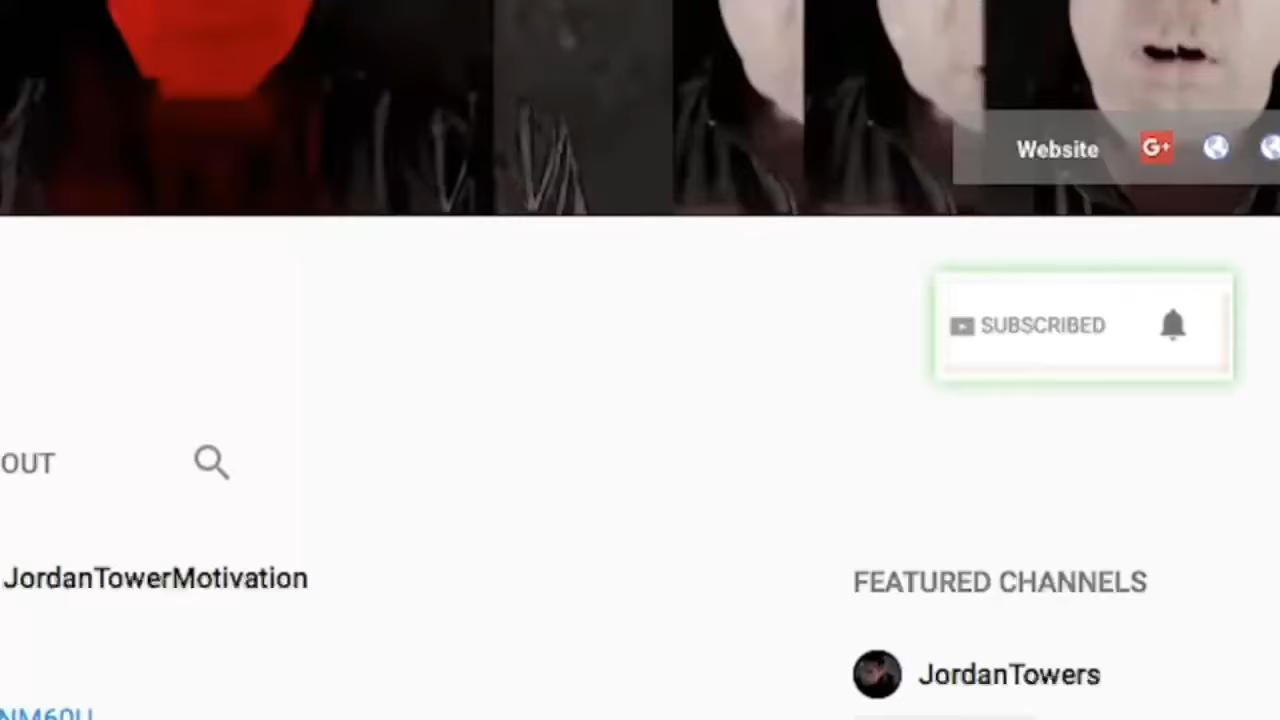 Website G+
SUBSCRIBED
OUT
JordanTowerMotivation
FEATURED CHANNELS
JordanTowers